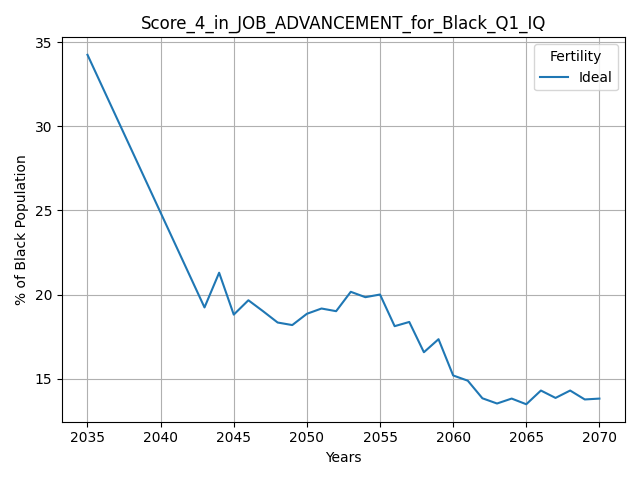 Score_4_in_JOB_ADVANCEMENT_for_Black_Q1_IQ
Fertility
Ideal
% of Black Population
35
30
25
20
15
2035 2040 2045 2050 2055 2060 2065 2070
Years